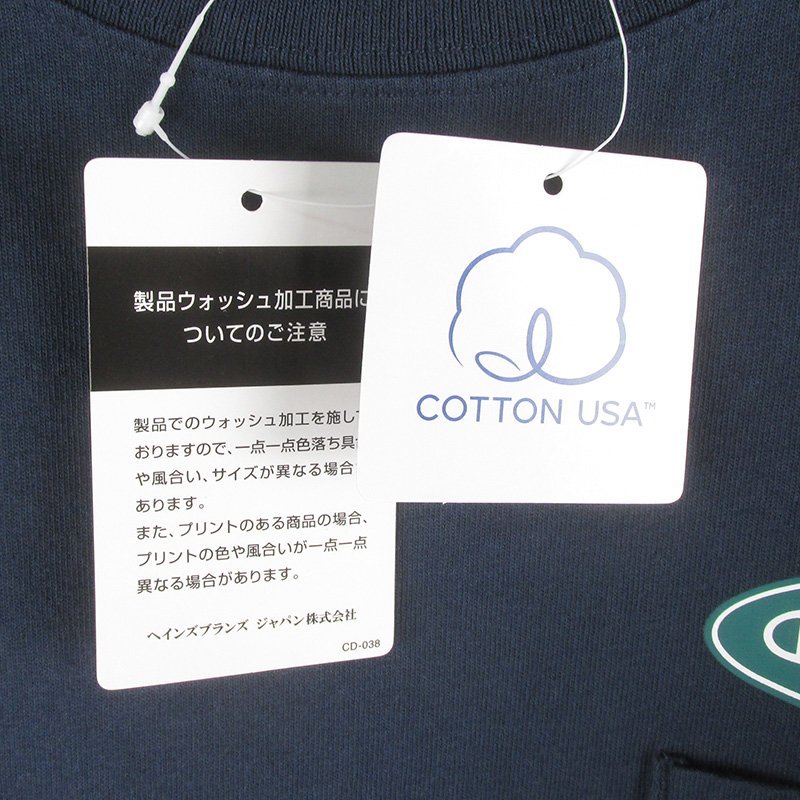 製品ウォッシュ加工商品に
ついてのご注意
製品でのウォッシュ加工を施して
おりますので、一点一点色落ち具合
や風合い、サイズが異なる場合
あります。
また、プリントのある商品の場合、
プリントの色や風合いが一点一点
異なる場合があります。
ヘインズブランズ ジャパン株式会社
CD-038
COTTON USA™